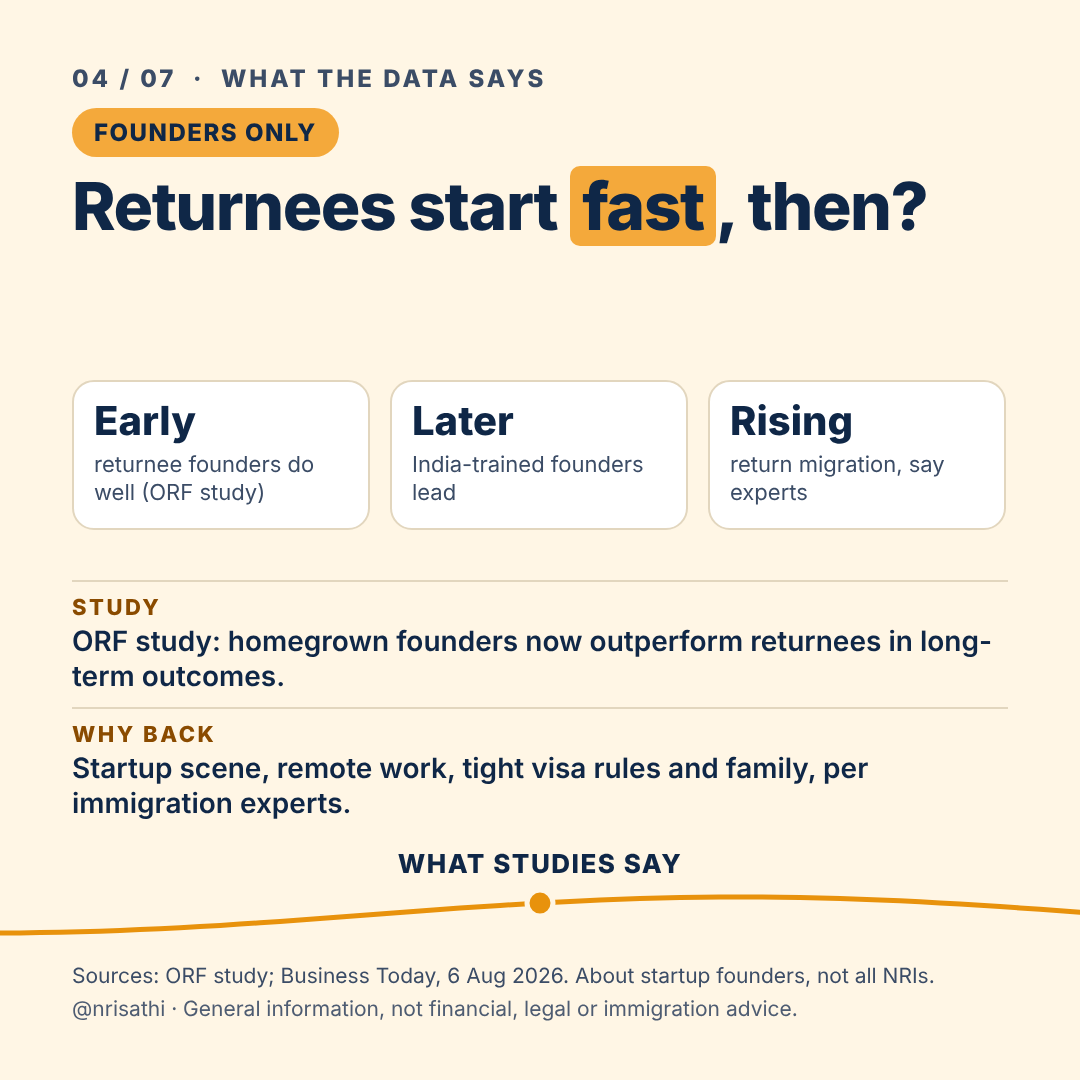 04 / 07 · WHAT THE DATA SAYS
FOUNDERS ONLY
Returnees start fast, then?
Early
returnee founders do
well (ORF study)
Later
India-trained founders
lead
Rising
return migration, say
experts
STUDY
ORF study: homegrown founders now outperform returnees in long-
term outcomes.
WHY BACK
Startup scene, remote work, tight visa rules and family, per
immigration experts.
WHAT STUDIES SAY
Sources: ORF study; Business Today, 6 Aug 2026. About startup founders, not all NRIs.
@nrisathi · General information, not financial, legal or immigration advice.